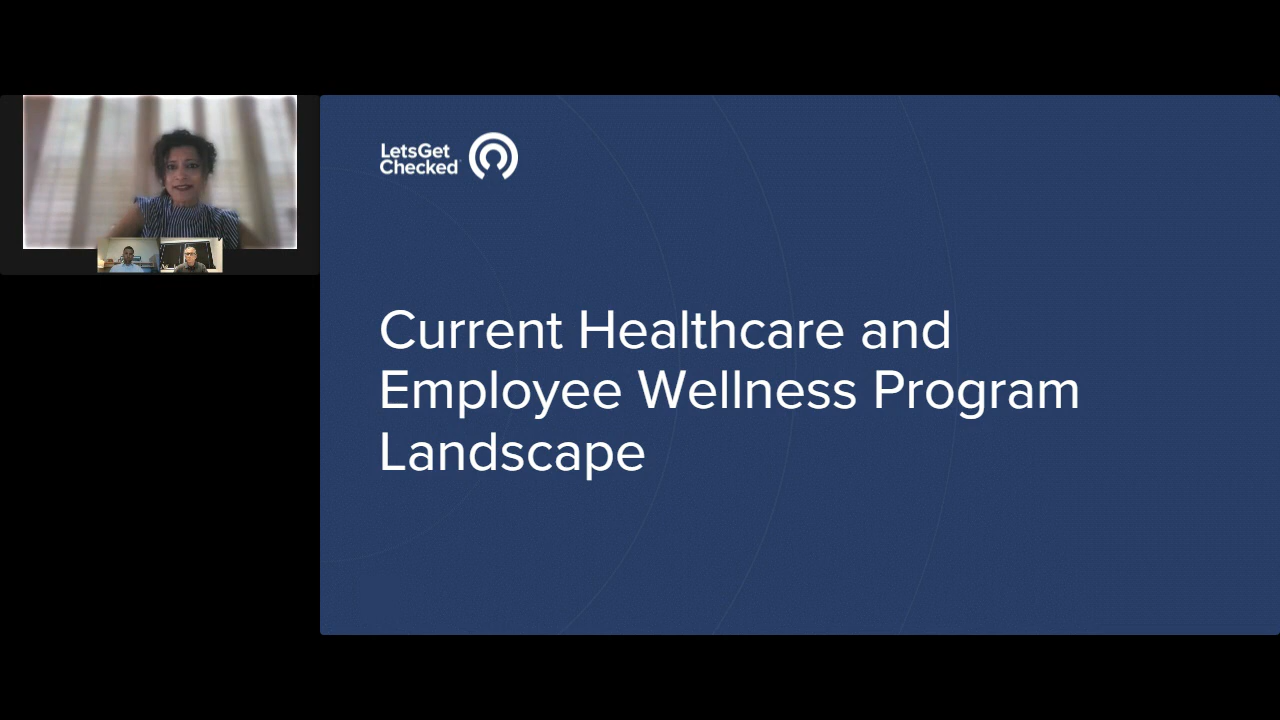 LetsGet
Checked
Current Healthcare and
Employee Wellness Program
Landscape